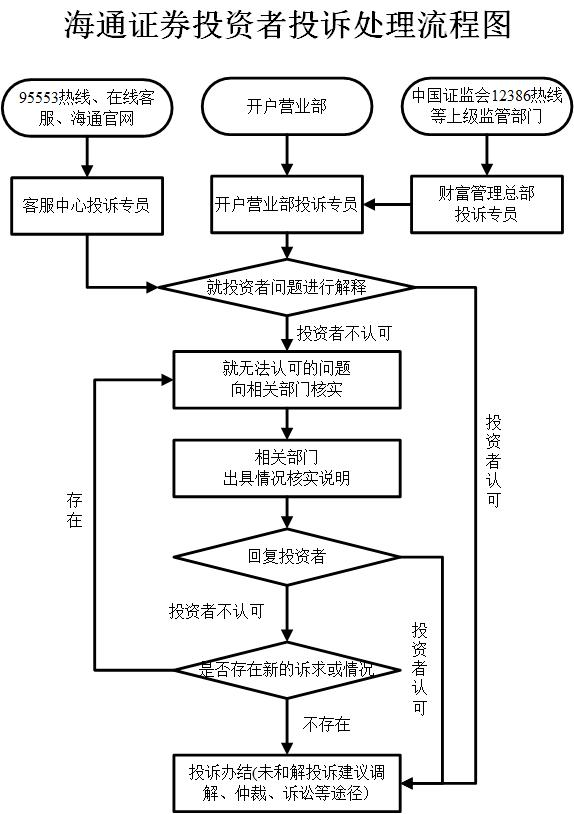 海通证券投资者投诉处理流程图
95553热线、在线客
服、海通官网
开户营业部
中国证监会12386热线
等上级监管部门
客服中心投诉专员
开户营业部投诉专员
财富管理总部
投诉专员
就投资者问题进行解释
投资者不认可
就无法认可的问题
向相关部门核实
投资者认可
相关部门
出具情况核实说明
存在
回复投资者
投资者不认可
投资者认可
是否存在新的诉求或情况
不存在
投诉办结(未和解投诉建议调
解、仲裁、诉讼等途径）